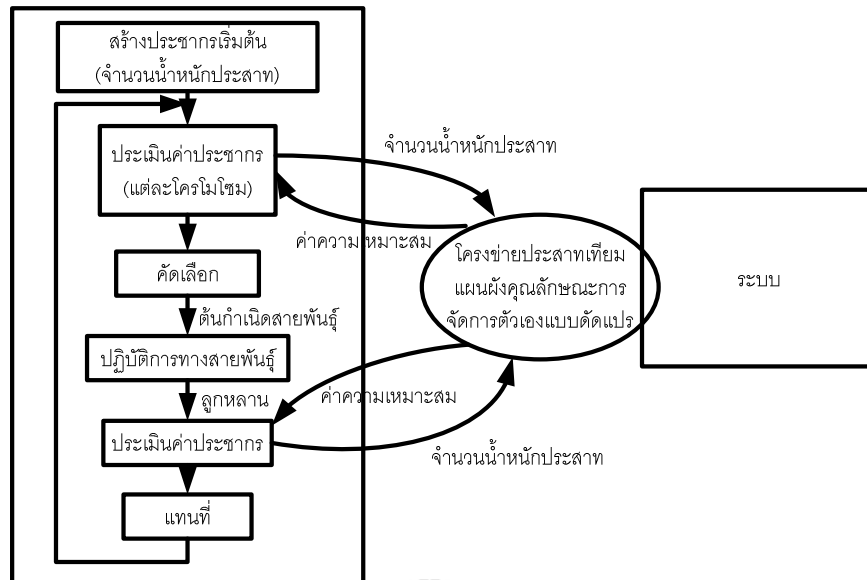 สร้างประชากรเริ่มต้น
(จำนวนน้ำหนักประสาท)
ประเมินค่าประชากร
(แต่ละโครโมโซม)
จำนวนน้ำหนักประสาท
ค่าความเหมาะสม
คัดเลือก
ต้นกำเนิดสายพันธุ์
ปฏิบัติการทางสายพันธุ์
ลูกหลาน
ค่าความเหมาะสม
ประเมินค่าประชากร
จำนวนน้ำหนักประสาท
แทนที่
โครงข่ายประสาทเทียม
แผนผังคุณลักษณะการ
จัดการตัวเองแบบดัดแปร
ระบบ